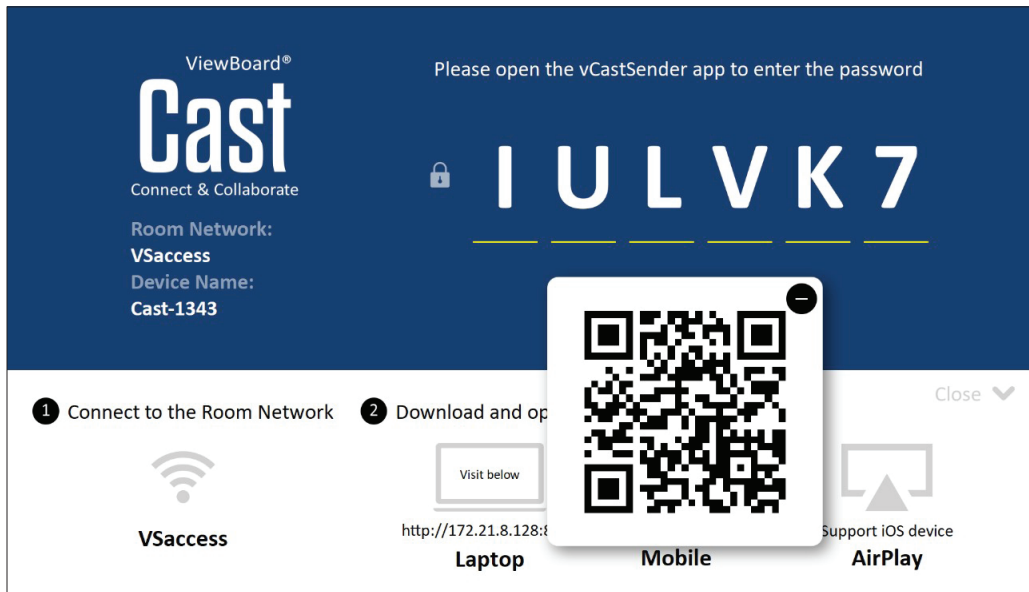 ViewBoard®
Cast
Connect & Collaborate
Room Network:
VSaccess
Device Name:
Cast-1343
Please open the vCastSender app to enter the password
I U L V K 7
Close
1 Connect to the Room Network
VSaccess
2 Download and op
Visit below
http://172.21.8.128:
Laptop
Mobile
Support iOS device
AirPlay